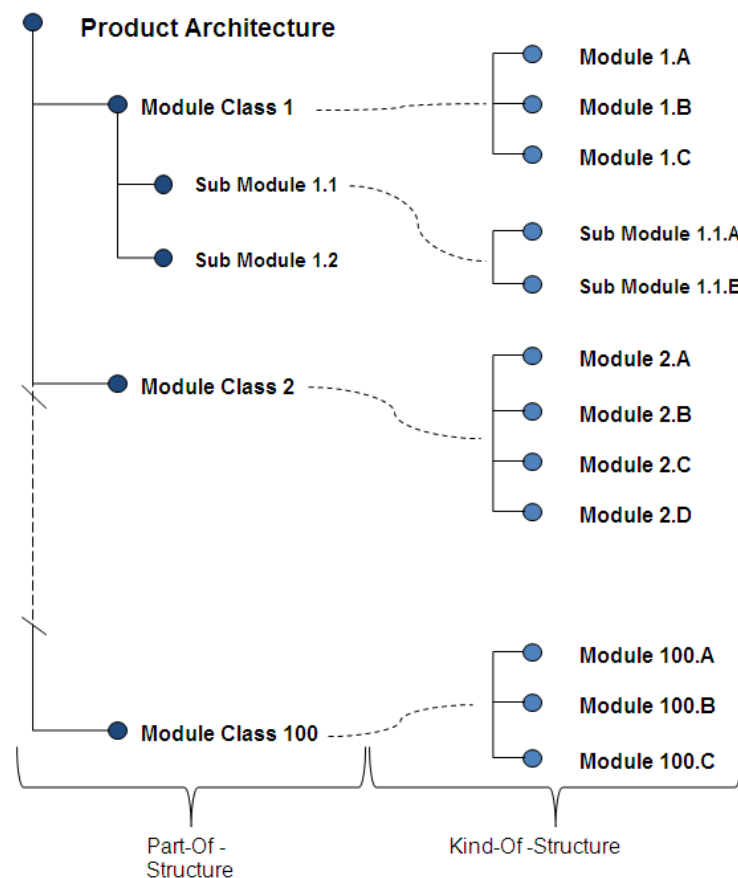 Product Architecture
Module Class 1
Sub Module 1.1
Sub Module 1.2
Module Class 2
Module Class 100
Module 1.A
Module 1.B
Module 1.C
Sub Module 1.1.A
Sub Module 1.1.E
Module 2.A
Module 2.B
Module 2.C
Module 2.D
Module 100.A
Module 100.B
Module 100.C
Part-Of -
Structure
Kind-Of -Structure